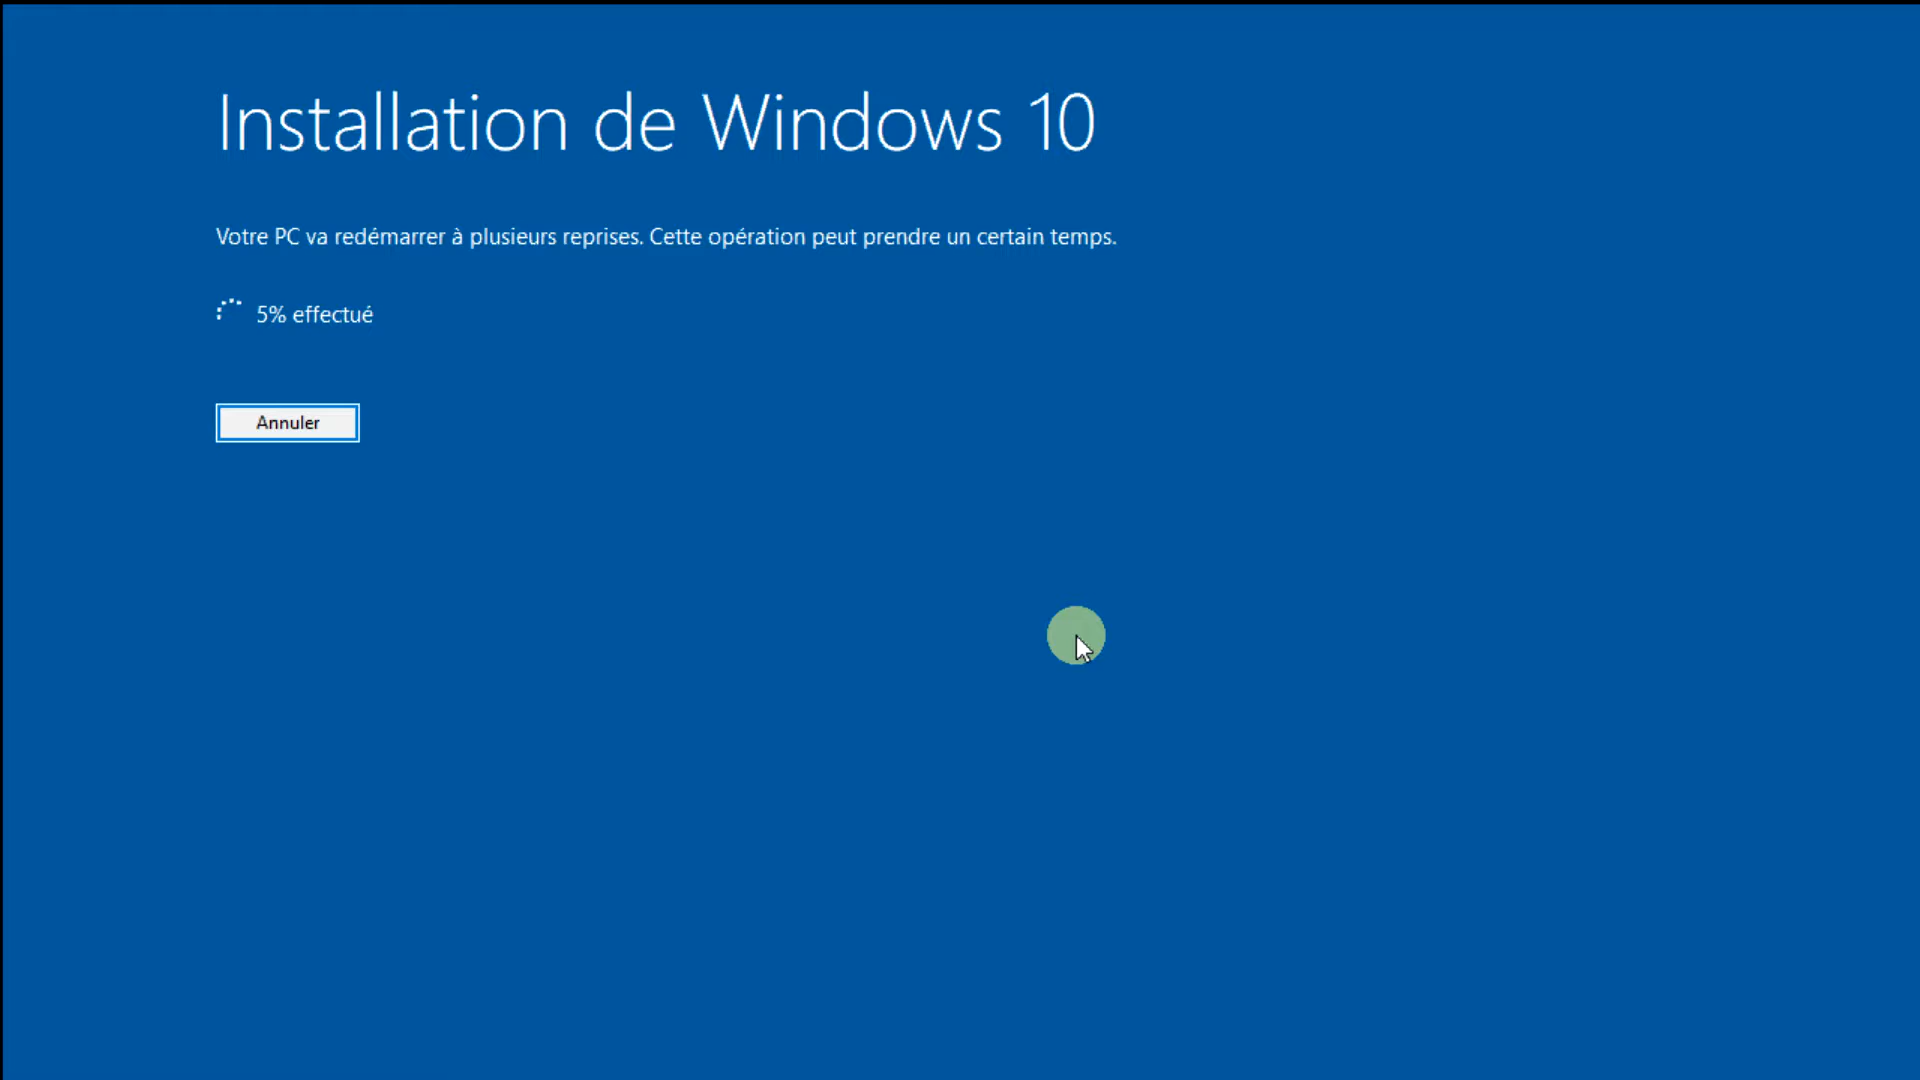 Installation de Windows 10
Votre PC va redémarrer à plusieurs reprises. Cette opération peut prendre un certain temps.
5% effectué
Annuler